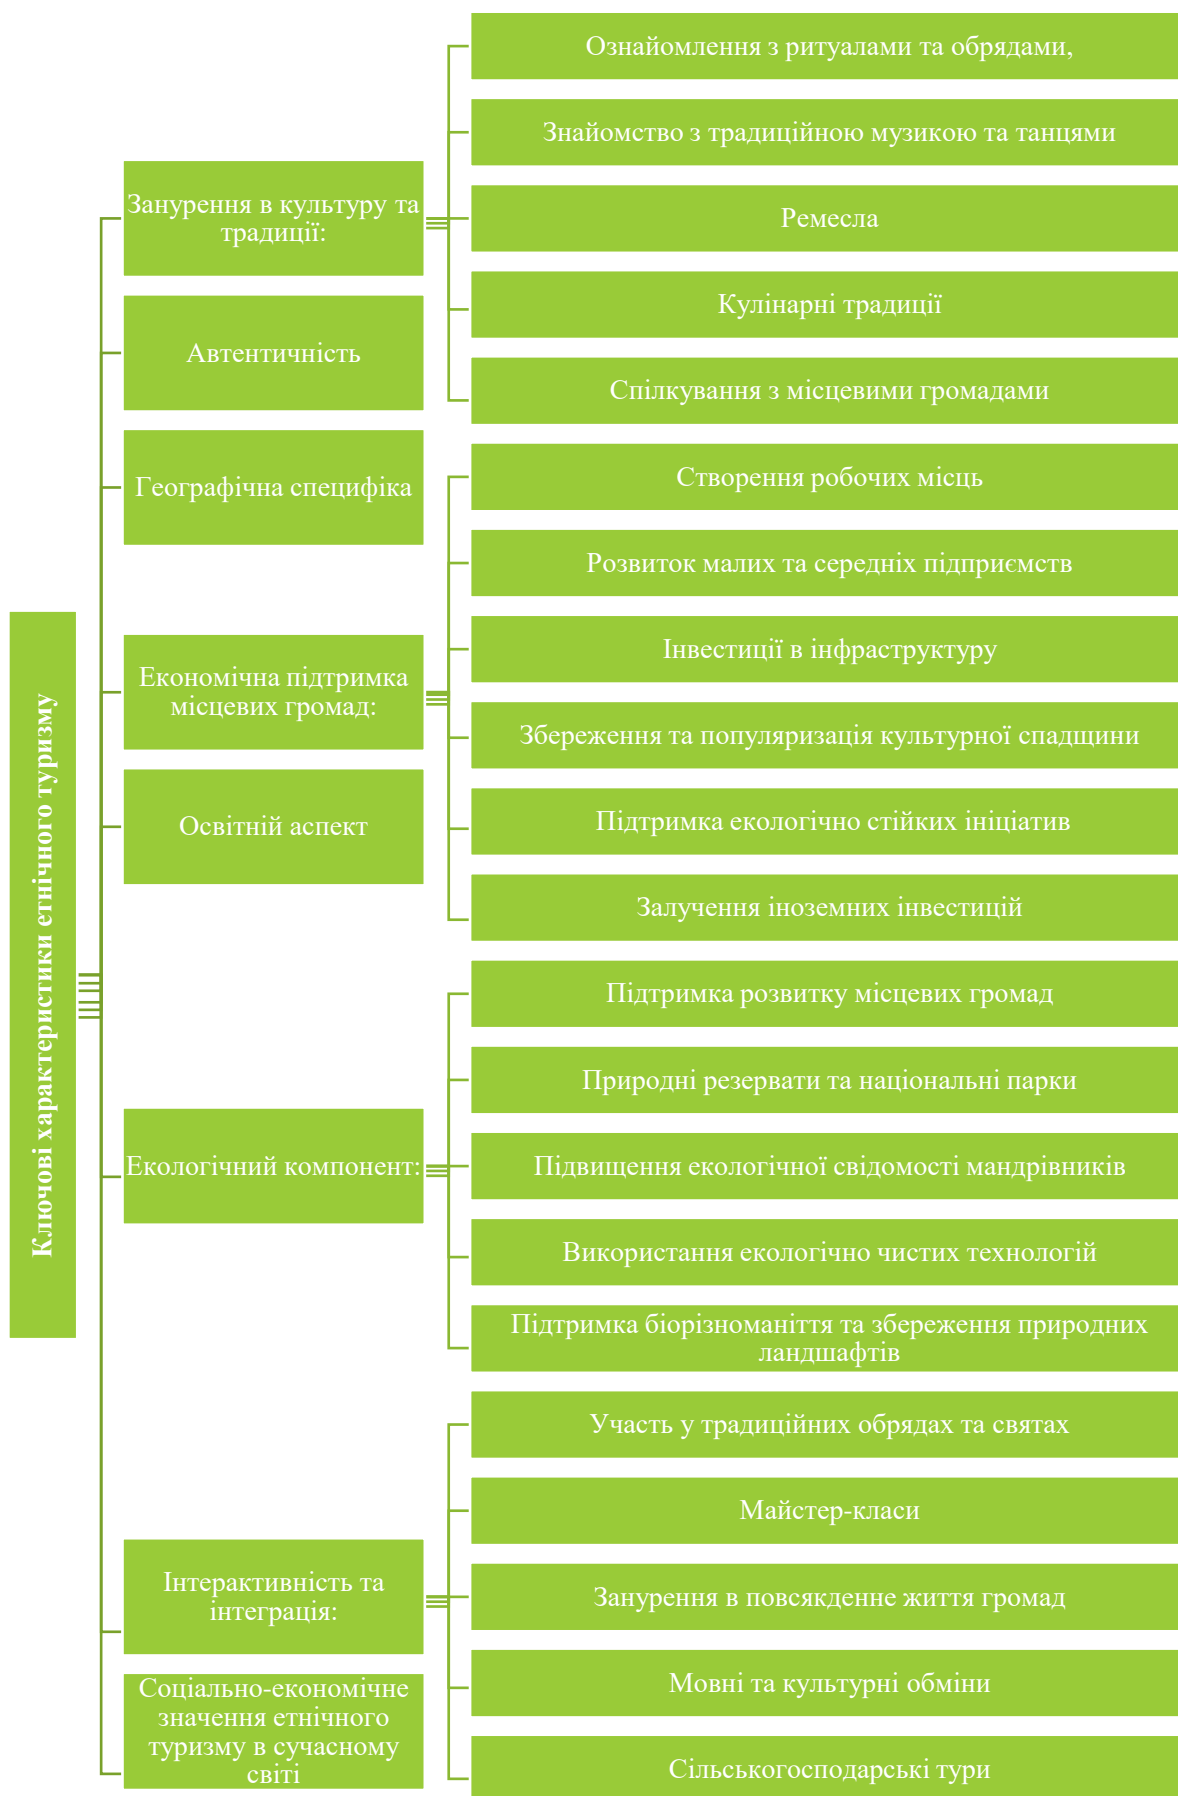 Ключові характеристики етнічного туризму
Занурення в культуру та
традиції:
Ознайомлення з ритуалами та обрядами,
Знайомство з традиційною музикою та танцями
Ремесла
Кулінарні традиції
Спілкування з місцевими громадами
Автентичність
Географічна специфіка
Економічна підтримка
місцевих громад:
Створення робочих місць
Розвиток малих та середніх підприємств
Інвестиції в інфраструктуру
Збереження та популяризація культурної спадщини
Підтримка екологічно стійких ініціатив
Залучення іноземних інвестицій
Освітній аспект
Екологічний компонент:
Підтримка розвитку місцевих громад
Природні резервати та національні парки
Підвищення екологічної свідомості мандрівників
Використання екологічно чистих технологій
Підтримка біорізноманіття та збереження природних
ландшафтів
Інтерактивність та
інтеграція:
Участь у традиційних обрядах та святах
Майстер-класи
Занурення в повсякденне життя громад
Мовні та культурні обміни
Сільськогосподарські тури
Соціально-економічне
значення етнічного
туризму в сучасному
світі